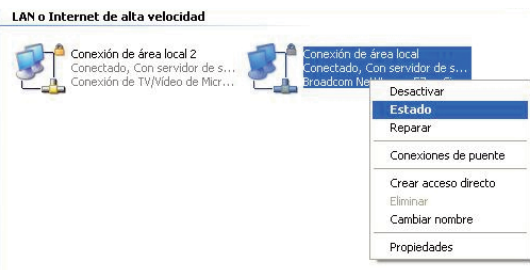 LAN o Internet de alta velocidad
Conexión de área local 2
Conectado, Con servidor de s...
Conexión de TV/Vídeo de Micr...
Conexión de área local
Conectado, Con servidor de s...
Broadcom
Desactivar
Estado
Reparar
Conexiones de puente
Crear acceso directo
Eliminar
Cambiar nombre
Propiedades